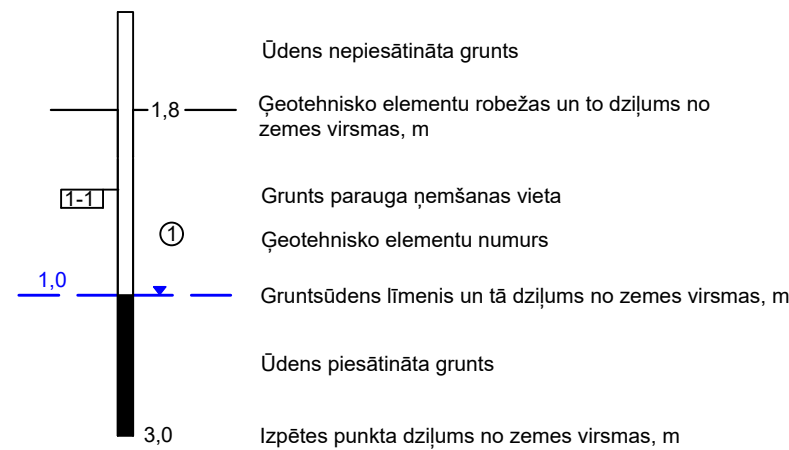 Ūdens nepiesātināta grunts
1,8
Ģeotehnisko elementu robežas un to dziļums no
zemes virsmas, m
1-1
Grunts parauga ņemšanas vieta
1
Ģeotehnisko elementu numurs
1,0
Gruntsūdens līmenis un tā dziļums no zemes virsmas, m
Ūdens piesātināta grunts
3,0
Izpētes punkta dziļums no zemes virsmas, m